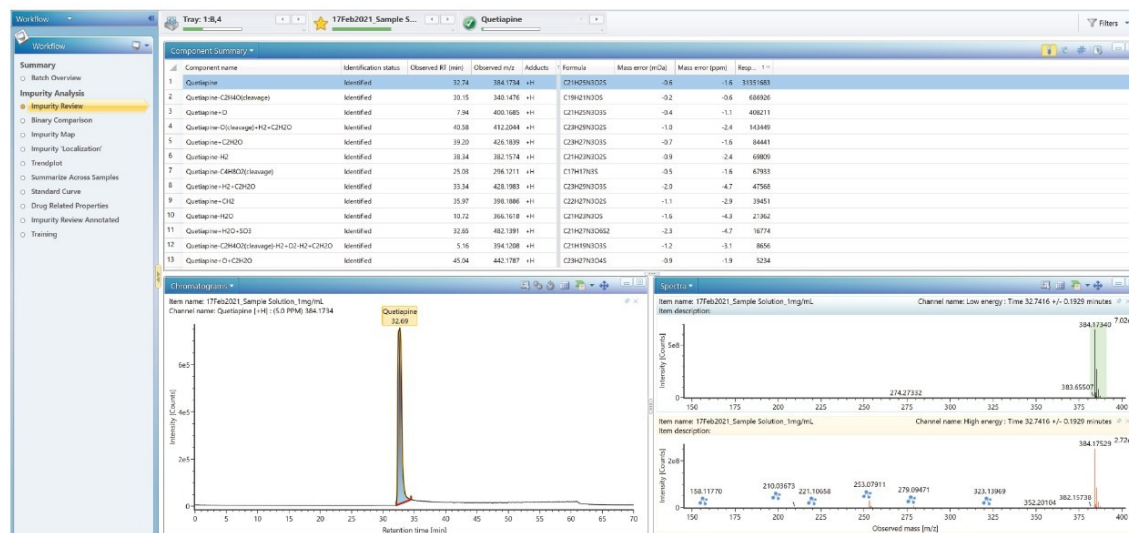 Workflow
Tray: 1:B,4
17Feb2021_Sample S...
Quetiapine
Filters
Workflow
Summary
Batch Overview
Impurity Analysis
Impurity Review
Binary Comparison
Impurity Map
Impurity 'Localization'
Trendplot
Summarize Across Samples
Standard Curve
Drug Related Properties
Impurity Review Annotated
Training
Component Summary
Component name Identification status Observed RT (min) Observed m/z Adducts Formula Mass error (mDa) Mass error (ppm) Resp... 1
1 Quetiapine Identified 32.74 384.1734 +H C21H25N3O2S -0.6 -1.6 31351683
2 Quetiapine-C2H4O(cleavage) Identified 30.15 340.1476 +H C19H21N3OS -0.2 -0.6 686926
3 Quetiapine+O Identified 7.94 400.1685 +H C21H25N3O3S -0.4 -1.1 408211
4 Quetiapine-O(cleavage)+H2+C2H2O Identified 40.58 412.2044 +H C23H29N3O2S -1.0 -2.4 143449
5 Quetiapine+C2H2O Identified 39.20 426.1839 +H C23H27N3O3S -0.7 -1.6 84441
6 Quetiapine-H2 Identified 38.34 382.1574 +H C21H23N3O2S -0.9 -2.4 69809
7 Quetiapine-C4H8O2(cleavage) Identified 25.03 296.1211 +H C17H17N3S -0.5 -1.6 67933
8 Quetiapine+H2+C2H2O Identified 33.54 428.1983 +H C23H29N3O3S -2.0 -4.7 47568
9 Quetiapine+CH2 Identified 35.97 398.1886 +H C22H27N3O2S -1.1 -2.9 39451
10 Quetiapine-H2O Identified 10.72 366.1618 +H C21H23N3OS -1.6 -4.3 21362
11 Quetiapine+H2O+SO3 Identified 32.65 482.1391 +H C21H27N3O6S2 -2.3 -4.7 16774
12 Quetiapine-C2H4O2(cleavage)-H2+O2-H2+C2H2O Identified 5.16 394.1208 +H C21H19N3O3S -1.2 -3.1 8656
13 Quetiapine+O+C2H2O Identified 45.04 442.1787 +H C23H27N3O4S -0.9 -1.9 5234
Chromatograms
Item name: 17Feb2021_Sample Solution_1mg/mL
Channel name: Quetiapine [+H] : (5.0 PPM) 384.1734
Quetiapine
32.69
Intensity [Counts]
6e5
4e5
2e5
0
0 5 10 15 20 25 30 35 40 45 50 55 60 65 70
Retention time [min]
Spectra
Item name: 17Feb2021_Sample Solution_1mg/mL Channel name: Low energy : Time 32.7416 +/- 0.1929 minutes
Item description:
384.17340
5e8
Intensity [Counts]
274.27332
383.65507
0
150 175 200 225 250 275 300 325 350 375 400
Item name: 17Feb2021_Sample Solution_1mg/mL Channel name: High energy : Time 32.7416 +/- 0.1929 minutes
Item description:
384.17529
2e8
Intensity [Counts]
158.11770 210.03673 221.10658 253.07911 279.09471 323.13969 352.20104 382.15738
0
150 175 200 225 250 275 300 325 350 375 400
Observed mass [m/z]